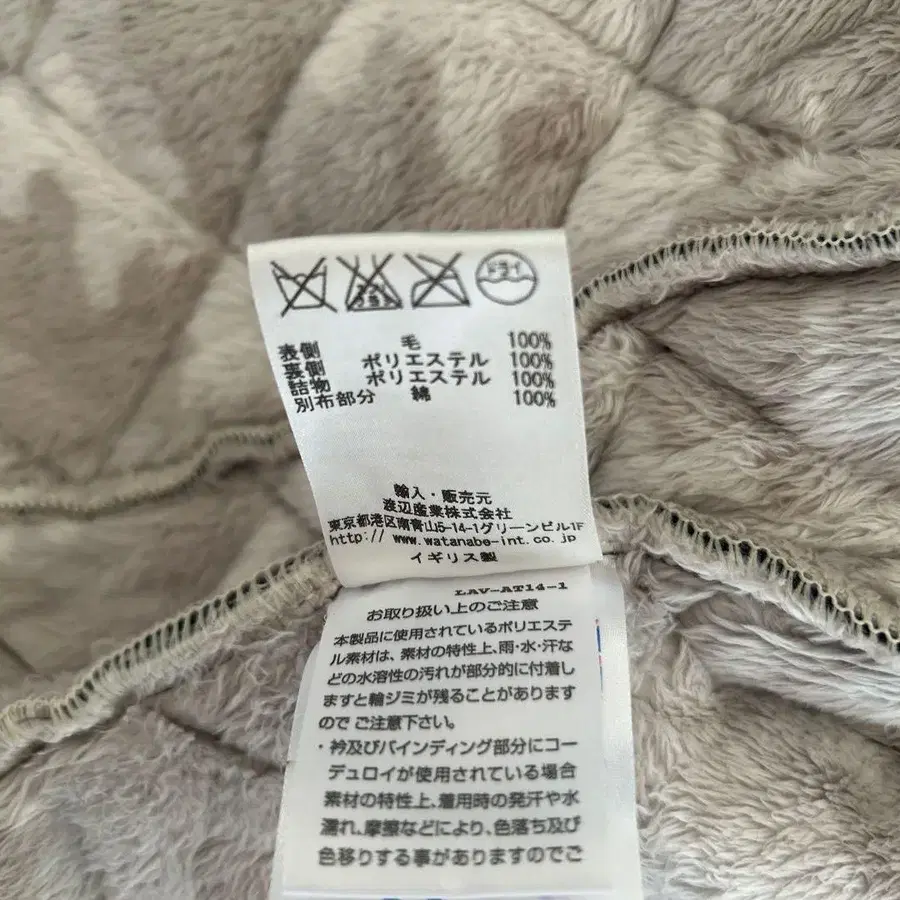 ドライ
表側 毛 100%
裏側 ポリエステル 100%
詰物 ポリエステル 100%
別布部分 綿 100%
輸入・販売元
渡辺産業株式会社
東京都港区南青山5-14-1グリーンビル1F
http:// www.watanabe-int.co.jp
イギリス製
LAV-AT14-1
お取り扱い上のご注意
本製品に使用されているポリエステ
ル素材は、素材の特性上、雨・水・汗な
どの水溶性の汚れが部分的に付着し
ますと輪ジミが残ることがあります
ので ご注意下さい。
・衿及びバインディング部分にコー
デュロイが使用されている場合
素材の特性上、着用時の発汗や水
濡れ、摩擦などにより、色落ち及び
色移りする事がありますのでご